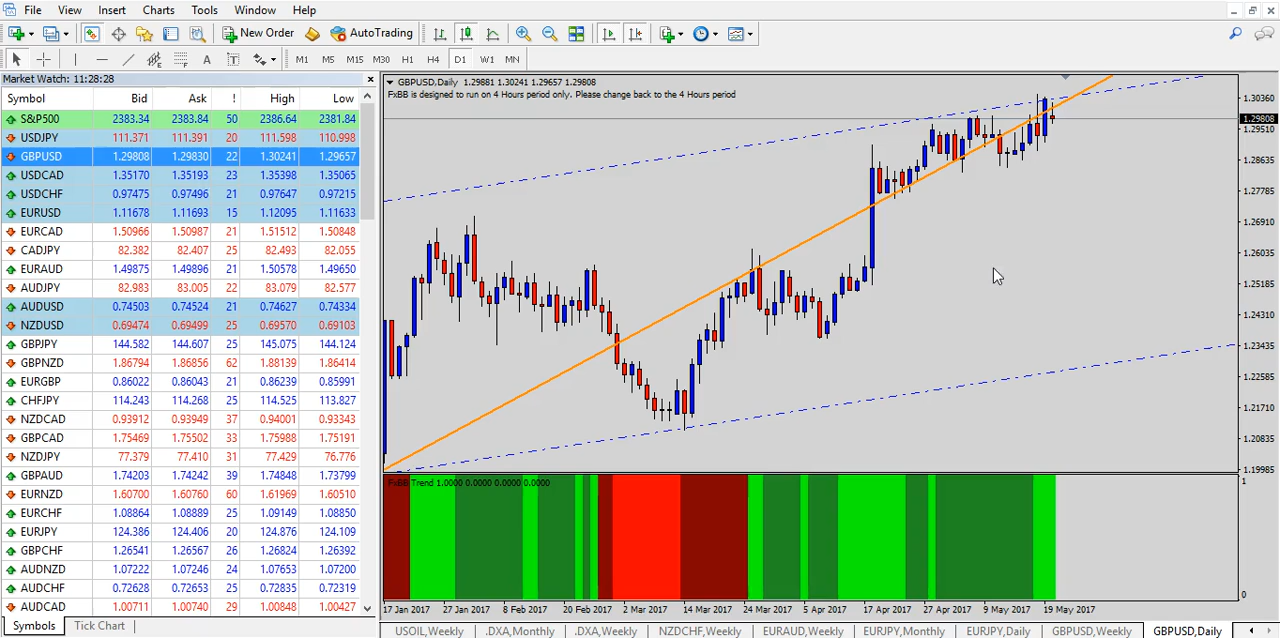 File View Insert Charts Tools Window Help
New Order AutoTrading
A T M1 M5 M15 M30 H1 H4 D1 W1 MN
Market Watch: 11:28:28
Symbol Bid Ask ! High Low
S&P500 2383.34 2383.84 50 2386.64 2381.84
USDJPY 111.371 111.391 20 111.598 110.998
GBPUSD 1.29808 1.29830 22 1.30241 1.29657
USDCAD 1.35170 1.35193 23 1.35398 1.35065
USDCHF 0.97475 0.97496 21 0.97647 0.97215
EURUSD 1.11678 1.11693 15 1.12095 1.11633
EURCAD 1.50966 1.50987 21 1.51512 1.50848
CADJPY 82.382 82.407 25 82.493 82.055
EURAUD 1.49875 1.49896 21 1.50578 1.49650
AUDJPY 82.983 83.005 22 83.079 82.577
AUDUSD 0.74503 0.74524 21 0.74627 0.74334
NZDUSD 0.69474 0.69499 25 0.69570 0.69103
GBPJPY 144.582 144.607 25 145.075 144.124
GBPNZD 1.86794 1.86856 62 1.88139 1.86414
EURGBP 0.86022 0.86043 21 0.86239 0.85991
CHFJPY 114.243 114.268 25 114.525 113.827
NZDCAD 0.93912 0.93949 37 0.94001 0.93343
GBPCAD 1.75469 1.75502 33 1.75988 1.75191
NZDJPY 77.379 77.410 31 77.429 76.776
GBPAUD 1.74203 1.74242 39 1.74848 1.73799
EURNZD 1.60700 1.60760 60 1.61969 1.60510
EURCHF 1.08864 1.08889 25 1.09149 1.08850
EURJPY 124.386 124.406 20 124.876 124.109
GBPCHF 1.26541 1.26567 26 1.26824 1.26392
AUDNZD 1.07222 1.07246 24 1.07653 1.07200
AUDCHF 0.72628 0.72653 25 0.72835 0.72319
AUDCAD 1.00711 1.00740 29 1.00848 1.00427
Symbols Tick Chart
GBPUSD,Daily 1.29881 1.30241 1.29657 1.29808
FxBB is designed to run on 4 Hours period only. Please change back to the 4 Hours period
1.30360
1.29808
1.29510
1.28635
1.27785
1.26910
1.26035
1.25185
1.24310
1.23435
1.22585
1.21710
1.20835
1.19985
FxBB Trend 1.0000 0.0000 0.0000 0.0000
1
0
17 Jan 2017 27 Jan 2017 8 Feb 2017 20 Feb 2017 2 Mar 2017 14 Mar 2017 24 Mar 2017 5 Apr 2017 17 Apr 2017 27 Apr 2017 9 May 2017 19 May 2017
USOIL,Weekly .DXA,Monthly .DXA,Weekly NZDCHF,Weekly EURAUD,Weekly EURJPY,Monthly EURJPY,Daily GBPUSD,Weekly GBPUSD,Daily